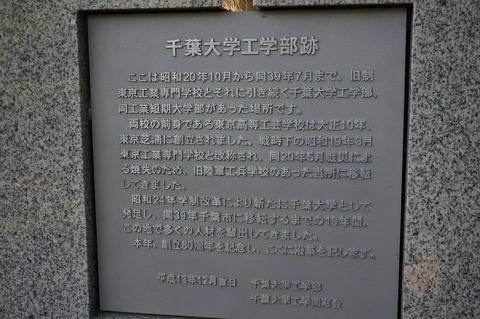 千葉大学工学部跡
ここは昭和20年10月から同39年7月まで、旧制
東京工業専門学校とそれに引き続く千葉大学工学部、
同工業短期大学部があった場所です。
両校の前身である東京高等工芸学校は大正10年、
東京芝浦に創立されました。戦時下の昭和19年3月
東京工業専門学校と改称され、同20年5月戦災によ
る焼失のため、旧陸軍工兵学校のあった当所に移転
してきました。
昭和24年学制改革により新たに千葉大学として
発足し、同39年千葉市に移転するまでの19年間、
この地で多くの人材を輩出してきました。
本年、創立80周年を記念し、ここに沿革を記します。
平成13年12月吉日 千葉大学工学部
千葉大学工学同窓会